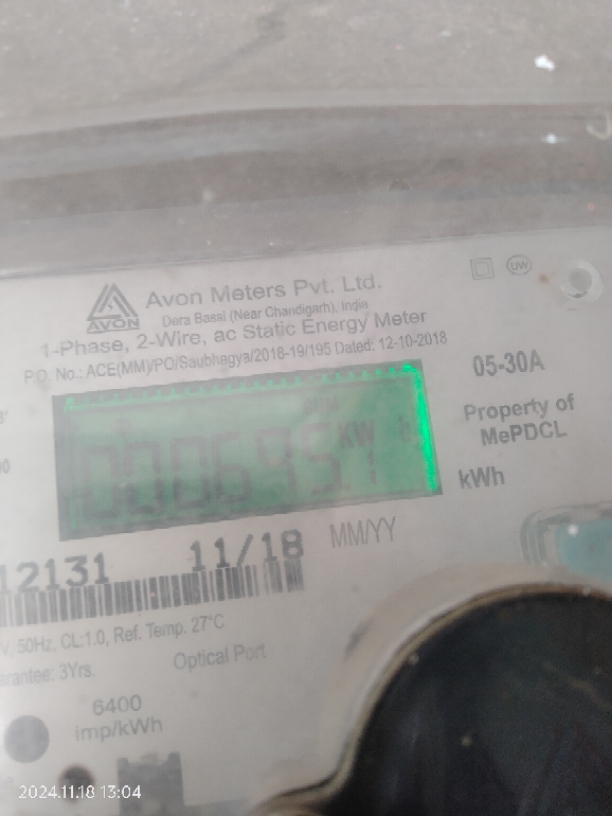 AVON
Avon Meters Pvt. Ltd.
Dera Bassi (Near Chandigarh), India
1-Phase, 2-Wire, ac Static Energy Meter
P.O. No.: ACE(MM)/PO/Saubhagya/2018-19/195 Dated: 12-10-2018
UW
05-30A
Property of
MePDCL
kWh
12131
11/18
MM/YY
V, 50Hz, CL:1.0, Ref. Temp. 27°C
3Yrs.
Optical Port
6400
imp/kWh
2024.11.18 13:04